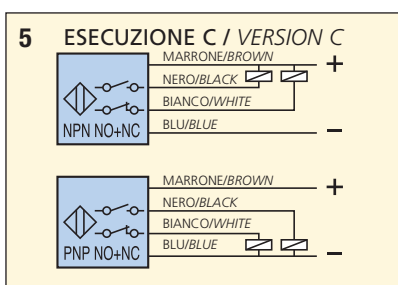 5 ESECUZIONE C / VERSION C
MARRONE/BROWN +
NERO/BLACK
BIANCO/WHITE
BLU/BLUE –
NPN NO+NC
MARRONE/BROWN +
NERO/BLACK
BIANCO/WHITE
BLU/BLUE –
PNP NO+NC